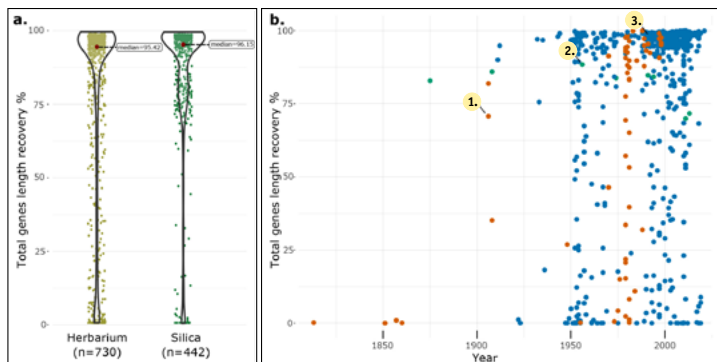 a.
Total genes length recovery %
100
75
50
25
0
median=95.42
median=96.15
Herbarium
(n=730)
Silica
(n=442)
b.
Total genes length recovery %
100
75
50
25
0
1.
2.
3.
1850
1900
1950
2000
Year